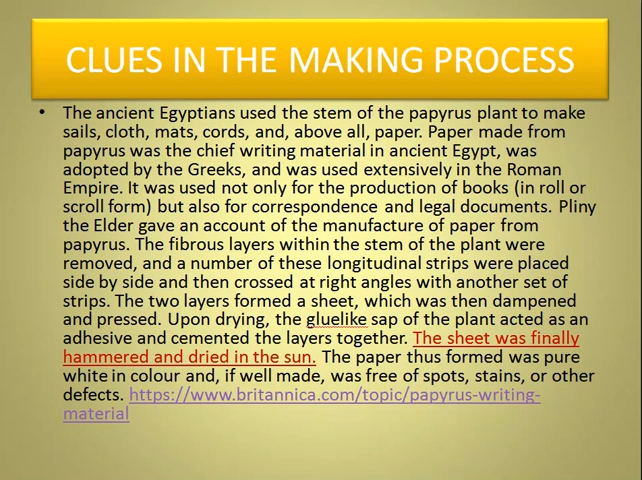 CLUES IN THE MAKING PROCESS
• The ancient Egyptians used the stem of the papyrus plant to make
sails, cloth, mats, cords, and, above all, paper. Paper made from
papyrus was the chief writing material in ancient Egypt, was
adopted by the Greeks, and was used extensively in the Roman
Empire. It was used not only for the production of books (in roll or
scroll form) but also for correspondence and legal documents. Pliny
the Elder gave an account of the manufacture of paper from
papyrus. The fibrous layers within the stem of the plant were
removed, and a number of these longitudinal strips were placed
side by side and then crossed at right angles with another set of
strips. The two layers formed a sheet, which was then dampened
and pressed. Upon drying, the gluelike sap of the plant acted as an
adhesive and cemented the layers together. The sheet was finally
hammered and dried in the sun. The paper thus formed was pure
white in colour and, if well made, was free of spots, stains, or other
defects. https://www.britannica.com/topic/papyrus-writing-
material